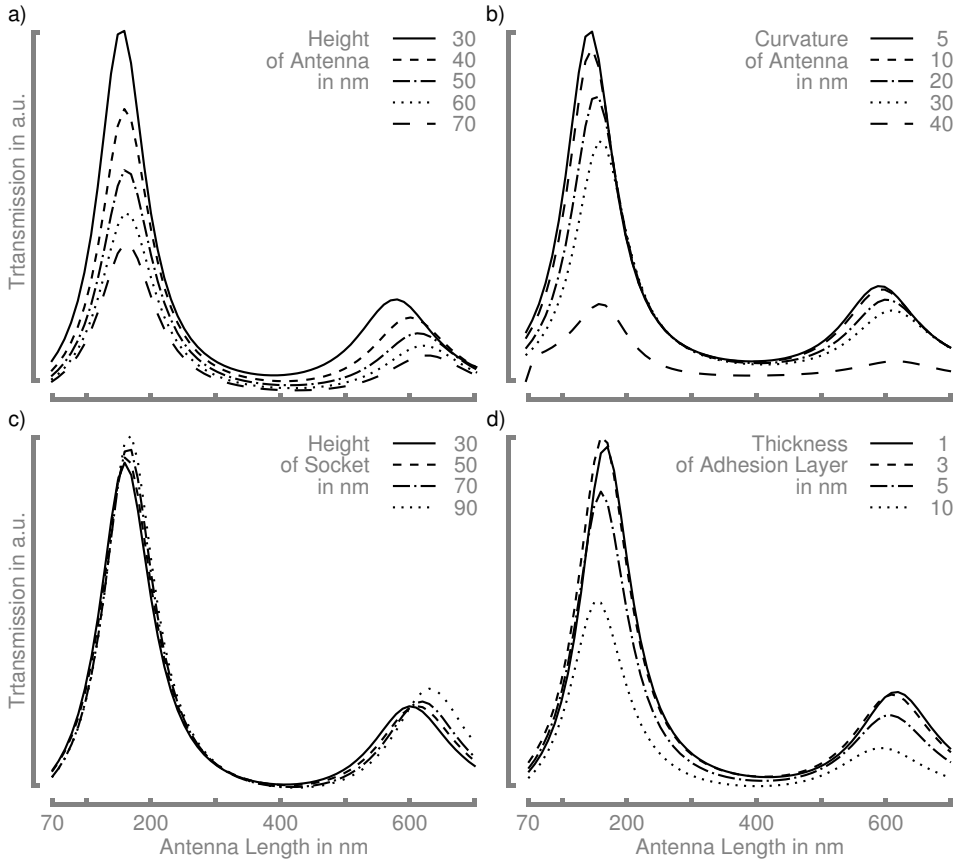 a)
Height 30
of Antenna 40
in nm 50
60
70
Trtansmission in a.u.
b)
Curvature 5
of Antenna 10
in nm 20
30
40
c)
Height 30
of Socket 50
in nm 70
90
Trtansmission in a.u.
70 200 400 600
Antenna Length in nm
d)
Thickness 1
of Adhesion Layer 3
in nm 5
10
70 200 400 600
Antenna Length in nm